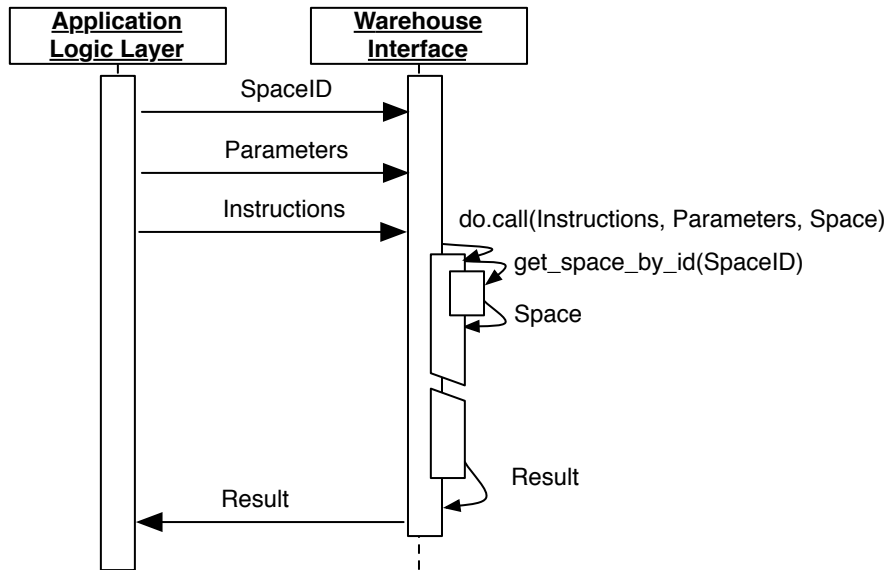 Application
Logic Layer
Warehouse
Interface
SpaceID
Parameters
Instructions
do.call(Instructions, Parameters, Space)
get_space_by_id(SpaceID)
Space
Result
Result